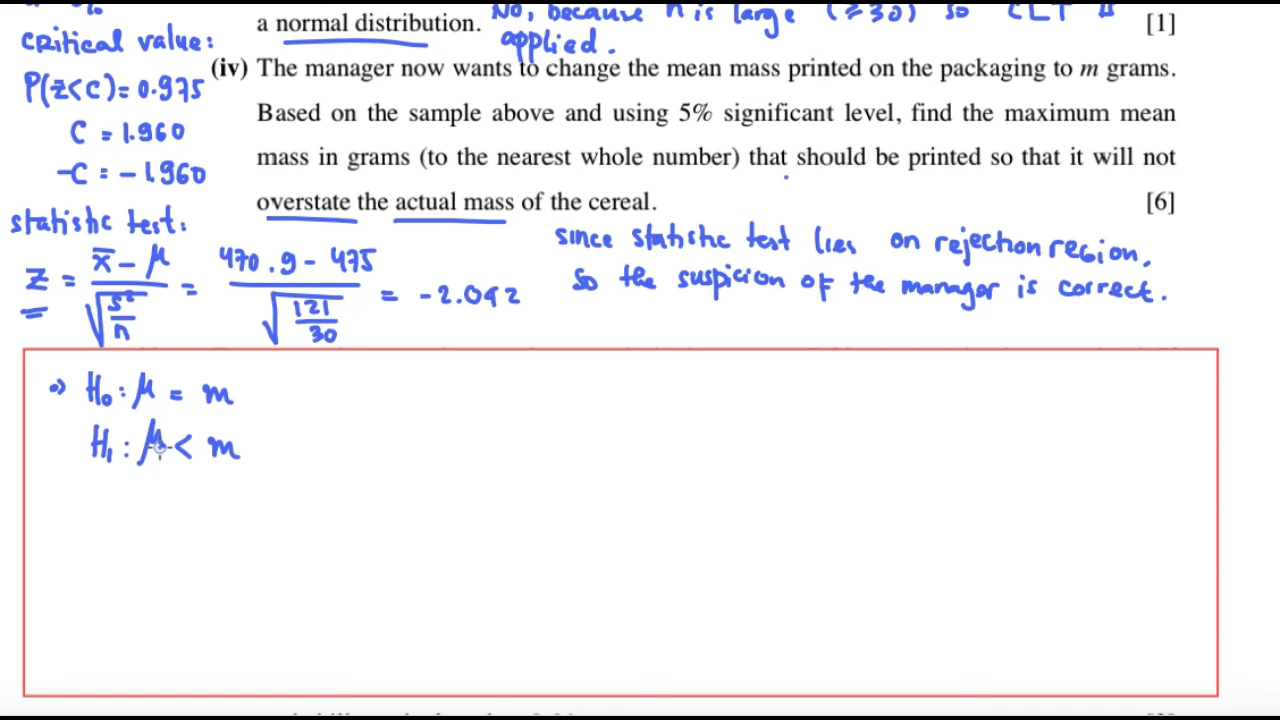 No, because n is large (≥30) so CLT is
a normal distribution. [1]
applied.
critical value:
P(z<c)=0.975
c = 1.960
-c = -1.960
(iv) The manager now wants to change the mean mass printed on the packaging to m grams.
Based on the sample above and using 5% significant level, find the maximum mean
mass in grams (to the nearest whole number) that should be printed so that it will not
overstate the actual mass of the cereal. [6]
statistic test:
z = x̄ - μ / √(s²/n) = 470.9 - 475 / √(121/30) = -2.042
since statistic test lies on rejection region,
so the suspicion of the manager is correct.
⇒ H₀ : μ = m
H₁ : μ < m